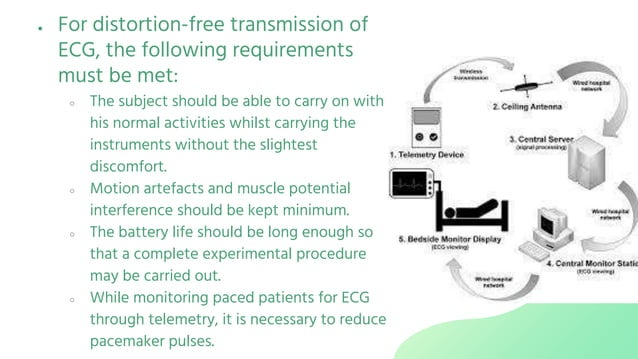 For distortion-free transmission of
ECG, the following requirements
must be met:
The subject should be able to carry on with
his normal activities whilst carrying the
instruments without the slightest
discomfort.
Motion artefacts and muscle potential
interference should be kept minimum.
The battery life should be long enough so
that a complete experimental procedure
may be carried out.
While monitoring paced patients for ECG
through telemetry, it is necessary to reduce
pacemaker pulses.
Wireless
transmission
Wired hospital
network
2. Ceiling Antenna
3. Central Server
(signal processing)
1. Telemetry Device
Wired hospital
network
5. Bedside Monitor Display
(ECG viewing)
4. Central Monitor Static
(ECG viewing)
Wired hospital
network